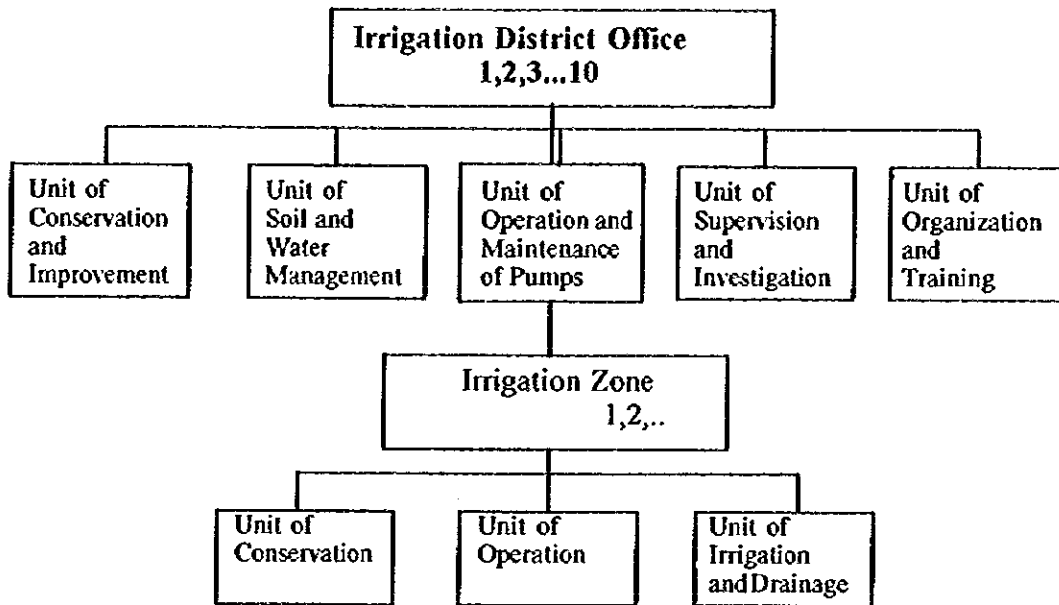 Irrigation District Office
1,2,3...10
Unit of
Conservation
and
Improvement
Unit of
Soil and
Water
Management
Unit of
Operation and
Maintenance
of Pumps
Unit of
Supervision
and
Investigation
Unit of
Organization
and
Training
Irrigation Zone
1,2,..
Unit of
Conservation
Unit of
Operation
Unit of
Irrigation
and Drainage